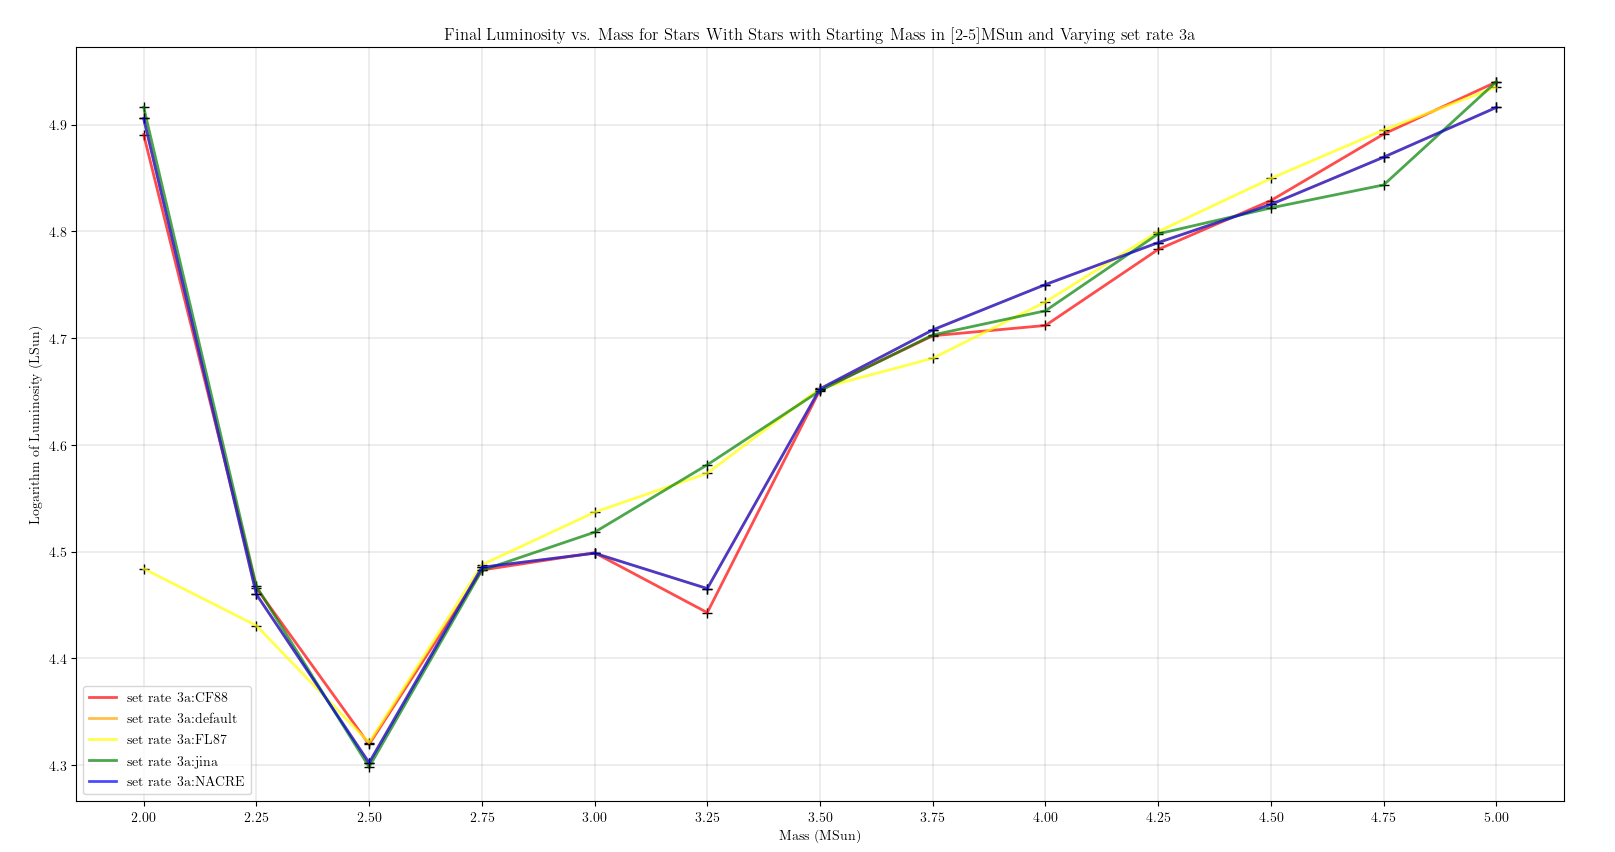 Final Luminosity vs. Mass for Stars With Stars with Starting Mass in [2-5]MSun and Varying set rate 3a
Logarithm of Luminosity (LSun)
4.9
4.8
4.7
4.6
4.5
4.4
4.3
set rate 3a:CF88
set rate 3a:default
set rate 3a:FL87
set rate 3a:jina
set rate 3a:NACRE
2.00 2.25 2.50 2.75 3.00 3.25 3.50 3.75 4.00 4.25 4.50 4.75 5.00
Mass (MSun)